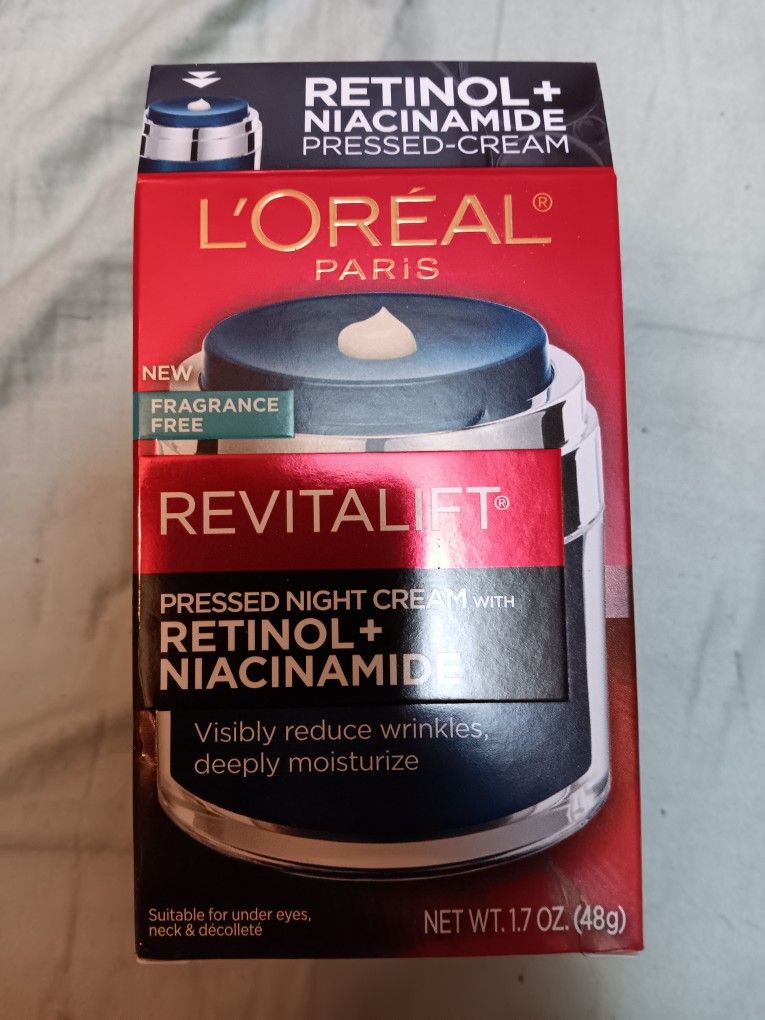 RETINOL+
NIACINAMIDE
PRESSED-CREAM
L'ORÉAL®
PARiS
NEW
FRAGRANCE
FREE
REVITALIFT®
PRESSED NIGHT CREAM WITH
RETINOL+
NIACINAMIDE
Visibly reduce wrinkles,
deeply moisturize
Suitable for under eyes,
neck & décolleté
NET WT. 1.7 OZ. (48g)